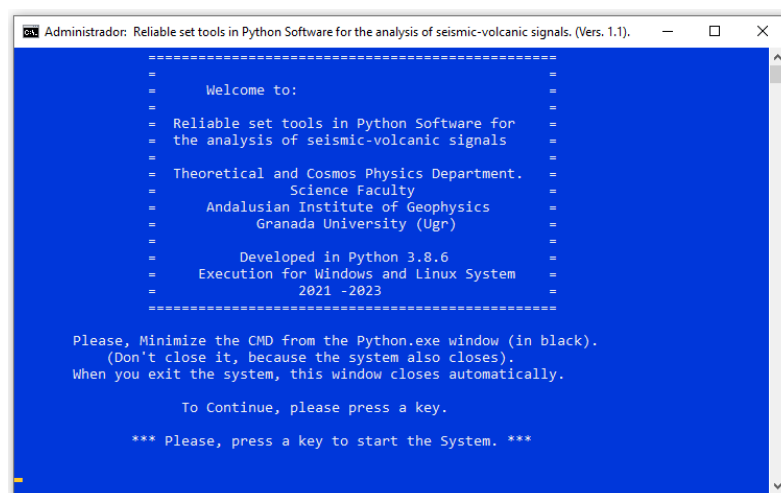 Administrador: Reliable set tools in Python Software for the analysis of seismic-volcanic signals. (Vers. 1.1).
================================================
= =
= Welcome to: =
= =
= Reliable set tools in Python Software for =
= the analysis of seismic-volcanic signals =
= =
= Theoretical and Cosmos Physics Department. =
= Science Faculty =
= Andalusian Institute of Geophysics =
= Granada University (Ugr) =
= =
= Developed in Python 3.8.6 =
= Execution for Windows and Linux System =
= 2021 -2023 =
================================================
Please, Minimize the CMD from the Python.exe window (in black).
(Don't close it, because the system also closes).
When you exit the system, this window closes automatically.
To Continue, please press a key.
*** Please, press a key to start the System. ***